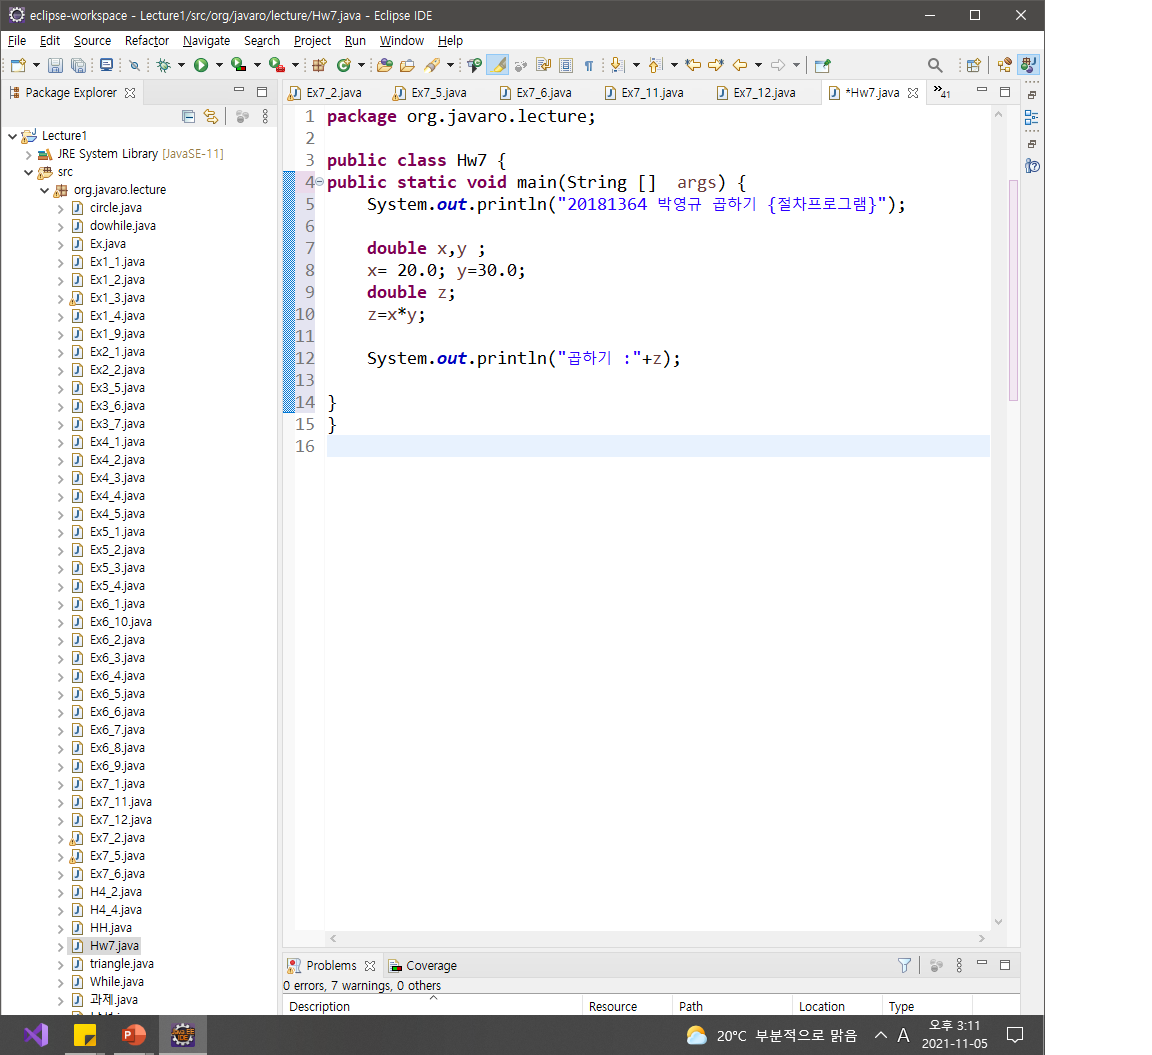 eclipse-workspace - Lecture1/src/org/javaro/lecture/Hw7.java - Eclipse IDE
File Edit Source Refactor Navigate Search Project Run Window Help
Package Explorer
Ex7_2.java Ex7_5.java Ex7_6.java Ex7_11.java Ex7_12.java *Hw7.java »41
Lecture1
JRE System Library [JavaSE-11]
src
org.javaro.lecture
circle.java
dowhile.java
Ex.java
Ex1_1.java
Ex1_2.java
Ex1_3.java
Ex1_4.java
Ex1_9.java
Ex2_1.java
Ex2_2.java
Ex3_5.java
Ex3_6.java
Ex3_7.java
Ex4_1.java
Ex4_2.java
Ex4_3.java
Ex4_4.java
Ex4_5.java
Ex5_1.java
Ex5_2.java
Ex5_3.java
Ex5_4.java
Ex6_1.java
Ex6_10.java
Ex6_2.java
Ex6_3.java
Ex6_4.java
Ex6_5.java
Ex6_6.java
Ex6_7.java
Ex6_8.java
Ex6_9.java
Ex7_1.java
Ex7_11.java
Ex7_12.java
Ex7_2.java
Ex7_5.java
Ex7_6.java
H4_2.java
H4_4.java
HH.java
Hw7.java
triangle.java
While.java
과제.java
1 package org.javaro.lecture;
2
3 public class Hw7 {
4 public static void main(String []  args) {
5     System.out.println("20181364 박영규 곱하기 {절차프로그램}");
6
7     double x,y ;
8     x= 20.0; y=30.0;
9     double z;
10     z=x*y;
11
12     System.out.println("곱하기 :"+z);
13
14 }
15 }
16
Problems Coverage
0 errors, 7 warnings, 0 others
Description Resource Path Location Type
20℃ 부분적으로 맑음 A 오후 3:11
2021-11-05